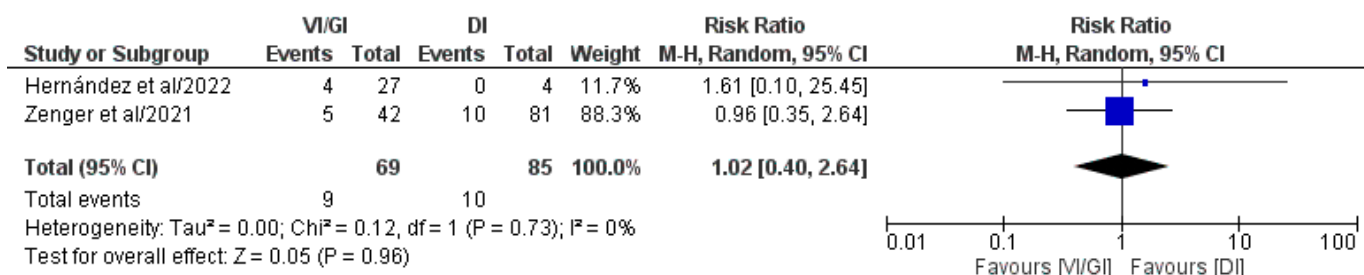 VI/GI DI Risk Ratio Risk Ratio
Study or Subgroup Events Total Events Total Weight M-H, Random, 95% CI M-H, Random, 95% CI
Hernández et al/2022 4 27 0 4 11.7% 1.61 [0.10, 25.45]
Zenger et al/2021 5 42 10 81 88.3% 0.96 [0.35, 2.64]
Total (95% CI) 69 85 100.0% 1.02 [0.40, 2.64]
Total events 9 10
Heterogeneity: Tau² = 0.00; Chi² = 0.12, df = 1 (P = 0.73); I² = 0%
Test for overall effect: Z = 0.05 (P = 0.96)
0.01 0.1 1 10 100
Favours [VI/GI] Favours [DI]